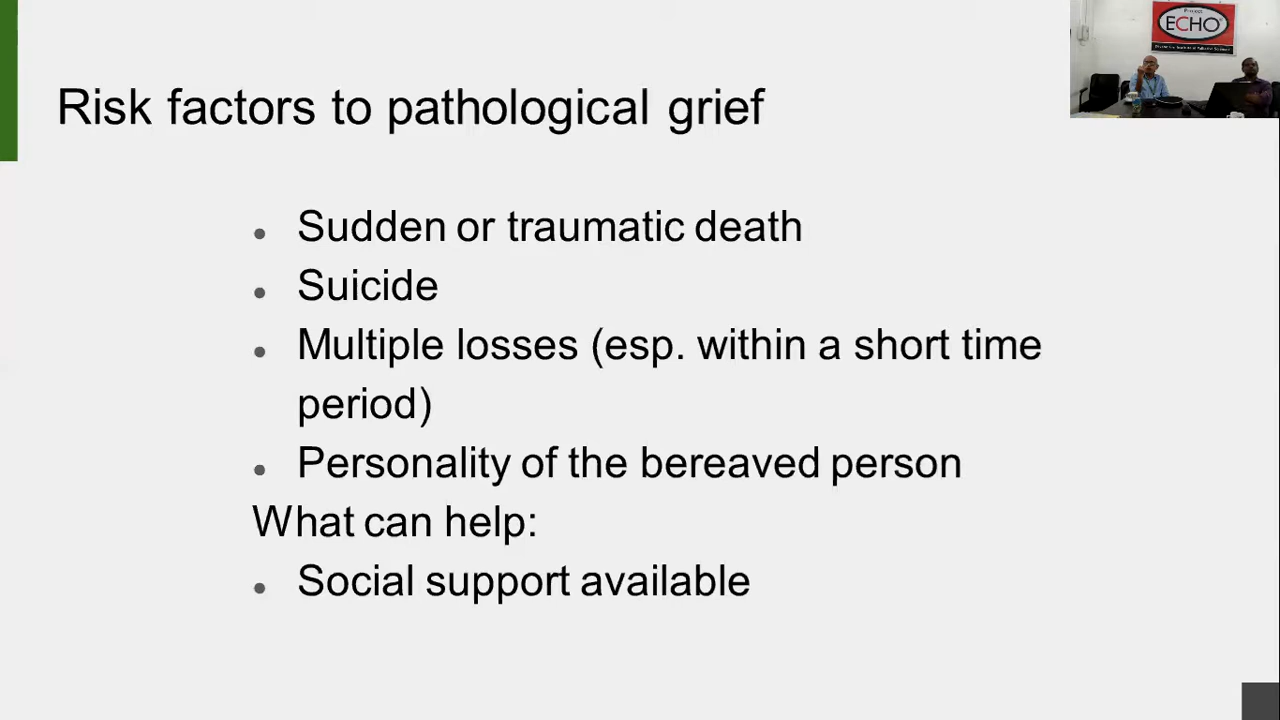 Project
ECHO
Risk factors to pathological grief
Sudden or traumatic death
Suicide
Multiple losses (esp. within a short time
period)
Personality of the bereaved person
What can help:
Social support available